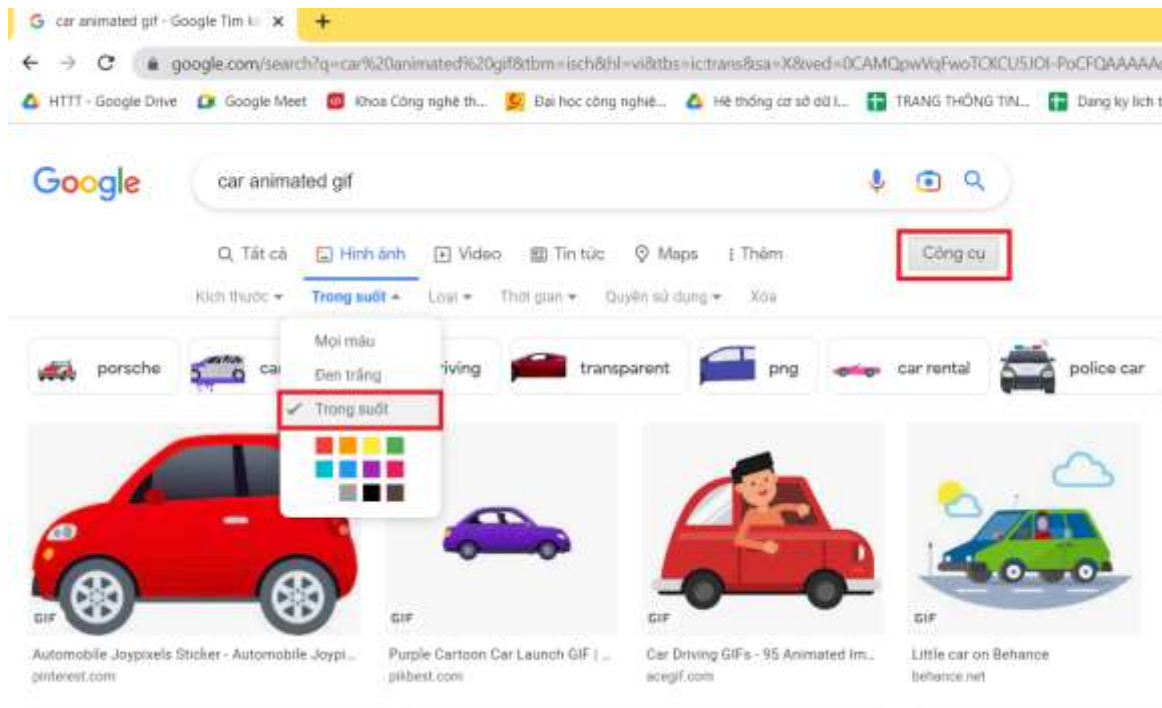 car animated gif - Google Tìm k
google.com/search?q=car%20animated%20gif&tbm=isch&hl=vi&tbs=ic:trans&sa=X&ved=
HTTT - Google Drive Google Meet Khoa Công nghệ th... Đại học công nghiệ... Hệ thống cơ sở dữ l... TRANG THÔNG TIN... Dang ky lich t
Google car animated gif
Tất cả Hình ảnh Video Tin tức Maps Thêm Công cụ
Kích thước Trong suốt Loại Thời gian Quyền sử dụng Xóa
Mọi màu
Đen trắng
Trong suốt
porsche ca iving transparent png car rental police car
GIF GIF GIF GIF
Automobile Joypixels Sticker - Automobile Joypi... Purple Cartoon Car Launch GIF | ... Car Driving GIFs - 95 Animated Im... Little car on Behance
pinterest.com pikbest.com acegif.com behance.net